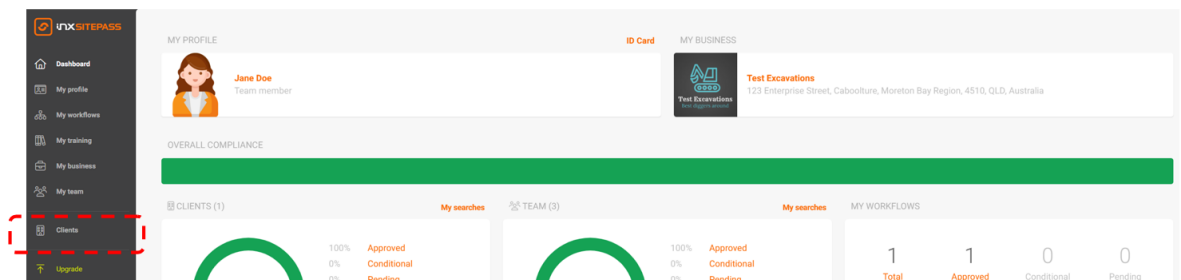 INXSITEPASS
Dashboard
My profile
My workflows
My training
My business
My team
Clients
Upgrade
MY PROFILE
ID Card
Jane Doe
Team member
MY BUSINESS
Test Excavations
Test Excavations
123 Enterprise Street, Caboolture, Moreton Bay Region, 4510, QLD, Australia
OVERALL COMPLIANCE
CLIENTS (1)
My searches
100% Approved
0% Conditional
0% Pending
TEAM (3)
My searches
100% Approved
0% Conditional
0% Pending
MY WORKFLOWS
1 1 0 0
Total Approved Conditional Pending